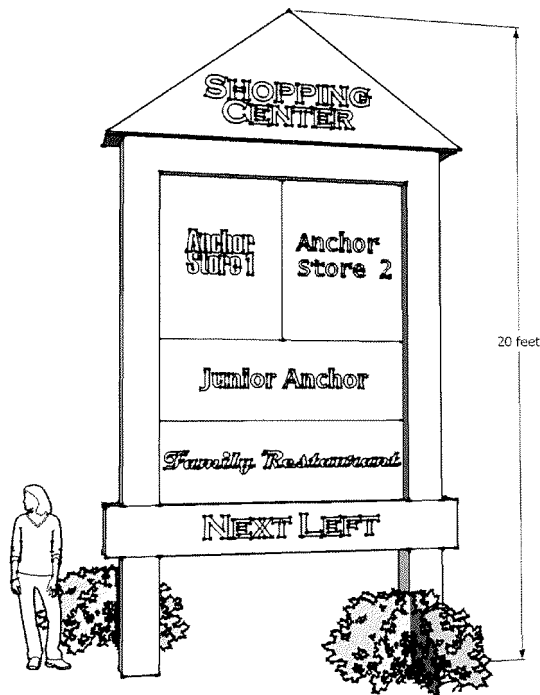 SHOPPING
CENTER
Anchor
Store 1
Anchor
Store 2
Junior Anchor
Family Restaurant
NEXT LEFT
20 feet